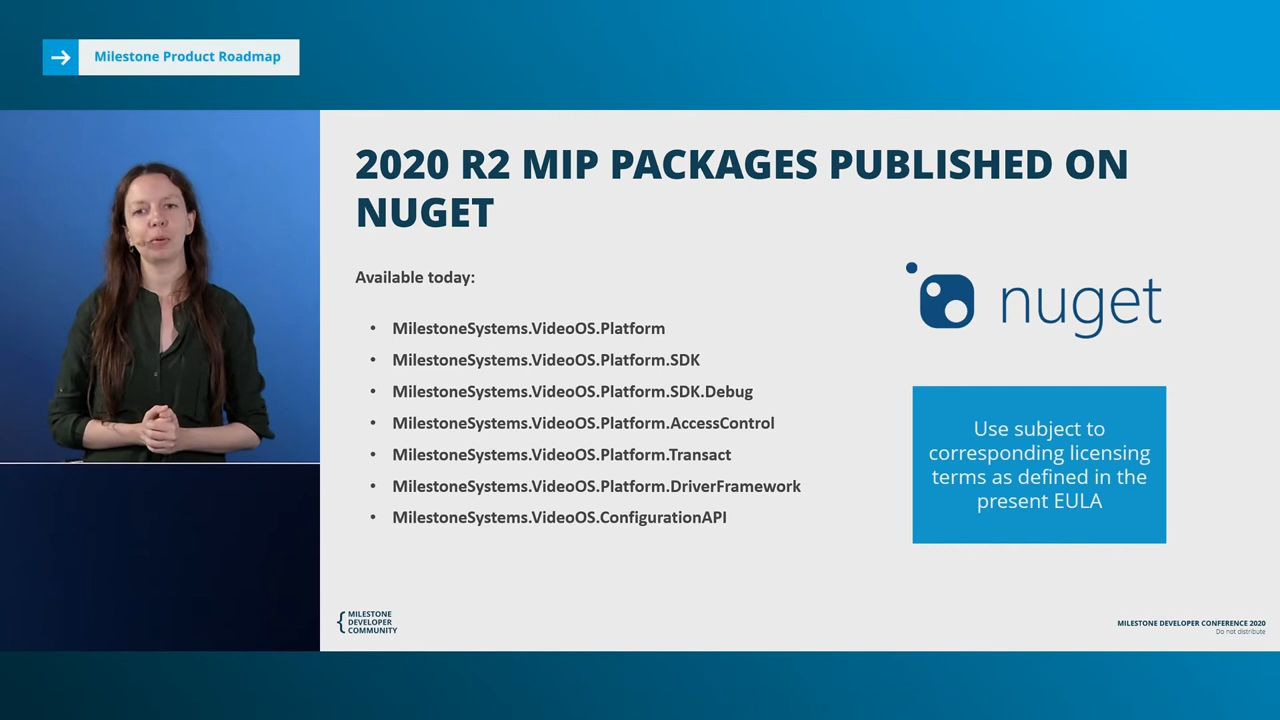 Milestone Product Roadmap
2020 R2 MIP PACKAGES PUBLISHED ON
NUGET
Available today:
• MilestoneSystems.VideoOS.Platform
• MilestoneSystems.VideoOS.Platform.SDK
• MilestoneSystems.VideoOS.Platform.SDK.Debug
• MilestoneSystems.VideoOS.Platform.AccessControl
• MilestoneSystems.VideoOS.Platform.Transact
• MilestoneSystems.VideoOS.Platform.DriverFramework
• MilestoneSystems.VideoOS.ConfigurationAPI
nuget
Use subject to
corresponding licensing
terms as defined in the
present EULA
MILESTONE
DEVELOPER
COMMUNITY
MILESTONE DEVELOPER CONFERENCE 2020
Do not distribute